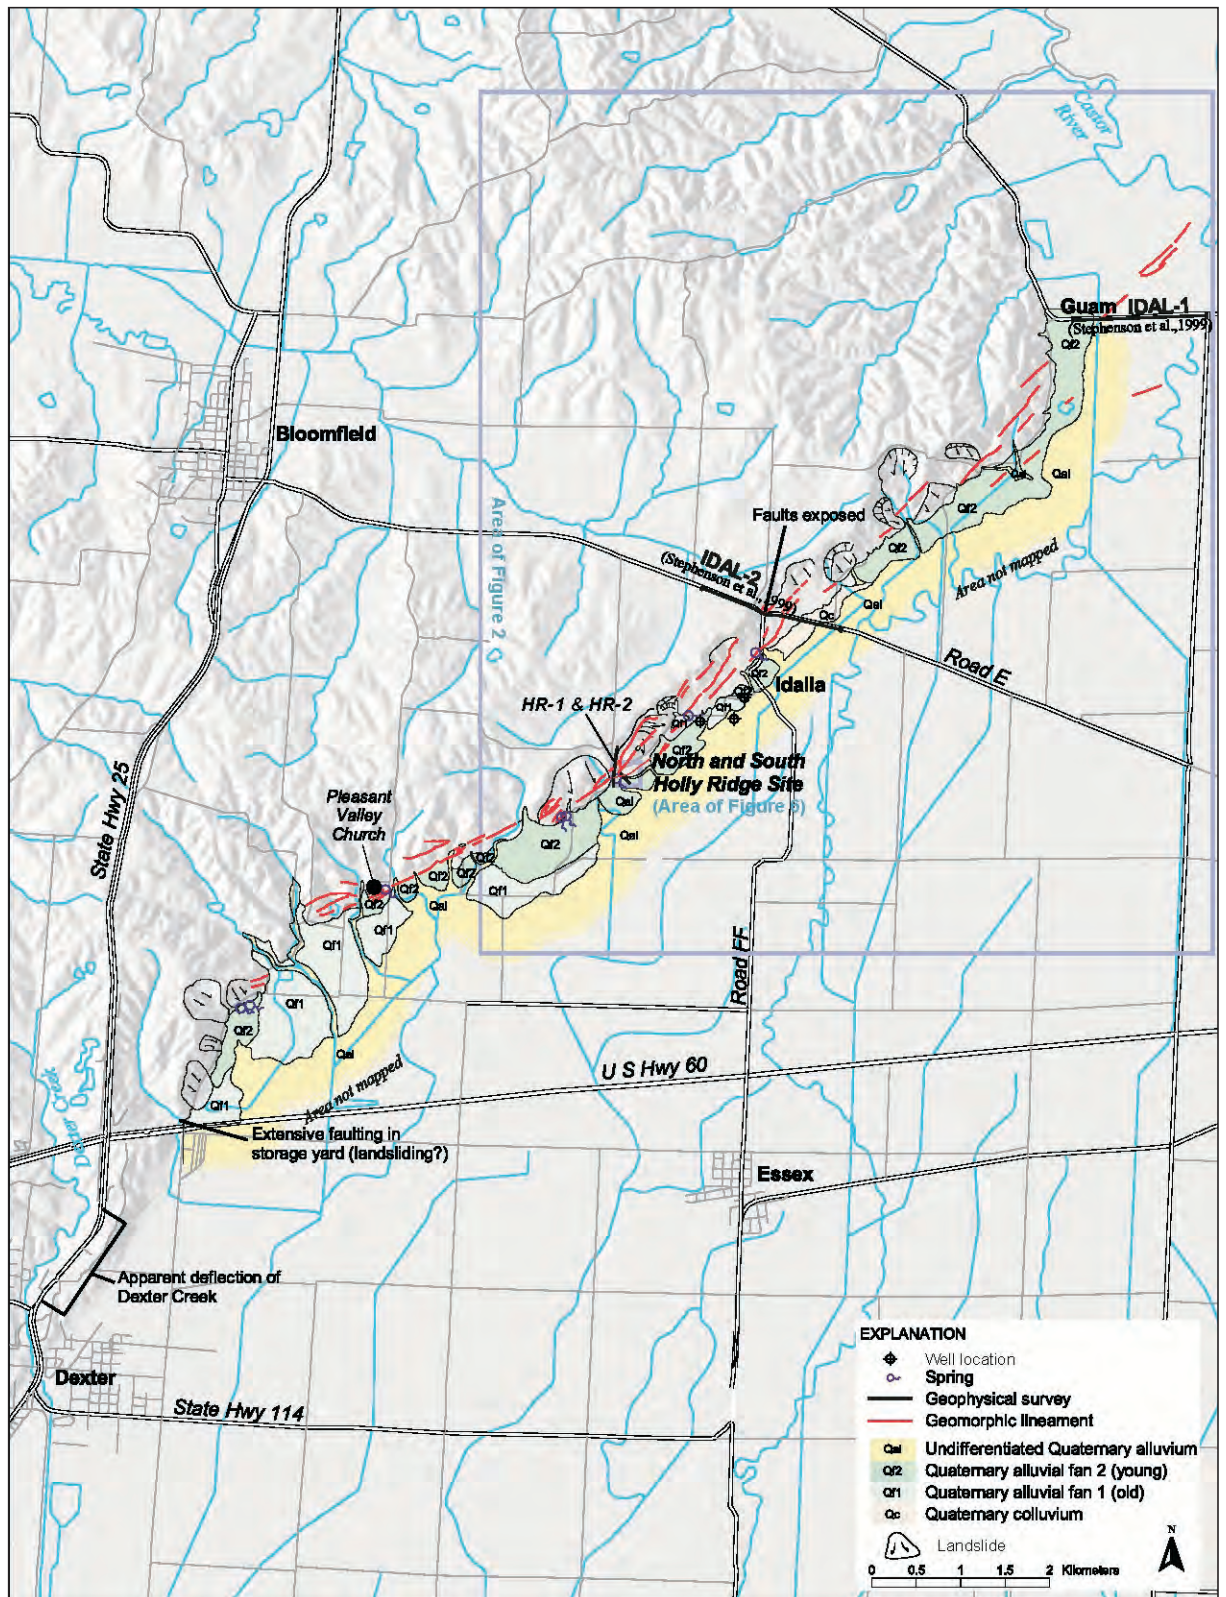 Castor
River
Guam IDAL-1
(Stephenson et al.,1999)
Qf2
Bloomfield
Area of Figure 2
Qal
Qal
Qf2
Faults exposed
Qf2
IDAL-2
(Stephenson et al., 1999)
Area not mapped
Qal
Qc
Road E
Qf2
Idalia
HR-1 & HR-2
Qf2
Qf1
Qf1
Qf2
North and South
Holly Ridge Site
(Area of Figure 6)
State Hwy 25
Pleasant
Valley
Church
Qal
Qal
Qf2
Qf2
Qf2
Qf2
Qf2
Qf2
Qf1
Qal
Qf1
Qf1
Road FF
Qf1
Qf2
Qal
Area not mapped
U S Hwy 60
Qf1
Dexter Creek
Extensive faulting in
storage yard (landsliding?)
Essex
Apparent deflection of
Dexter Creek
Dexter
State Hwy 114
EXPLANATION
Well location
Spring
Geophysical survey
Geomorphic lineament
Qal Undifferentiated Quaternary alluvium
Qf2 Quaternary alluvial fan 2 (young)
Qf1 Quaternary alluvial fan 1 (old)
Qc Quaternary colluvium
Landslide
N
0 0.5 1 1.5 2 Kilometers